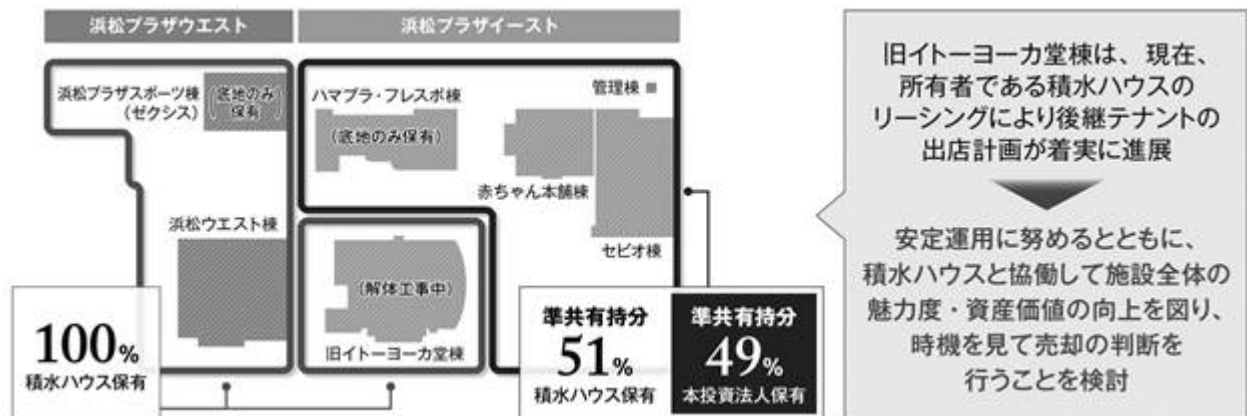 浜松プラザウエスト
浜松プラザイースト
浜松プラザスポーツ棟
(ゼクシス)
(底地のみ
保有)
ハマプラ・フレスポ棟
(底地のみ保有)
管理棟
赤ちゃん本舗棟
浜松ウエスト棟
セビオ棟
(解体工事中)
旧イトーヨーカ堂棟
100%
積水ハウス保有
準共有持分
51%
積水ハウス保有
準共有持分
49%
本投資法人保有
旧イトーヨーカ堂棟は、現在、
所有者である積水ハウスの
リーシングにより後継テナントの
出店計画が着実に進展
安定運用に努めるとともに、
積水ハウスと協働して施設全体の
魅力度・資産価値の向上を図り、
時機を見て売却の判断を
行うことを検討